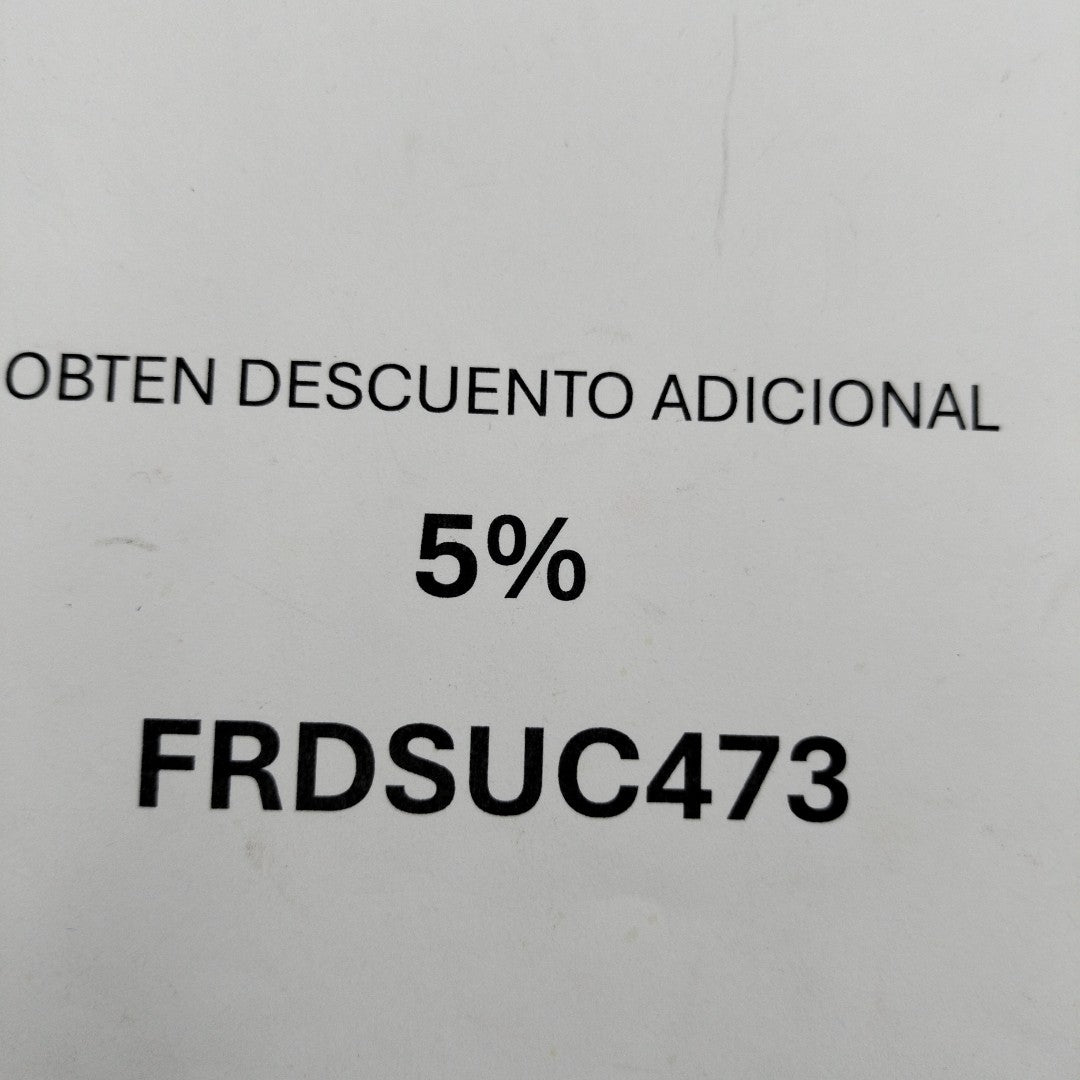 OBTEN DESCUENTO ADICIONAL
5%
FRDSUC473